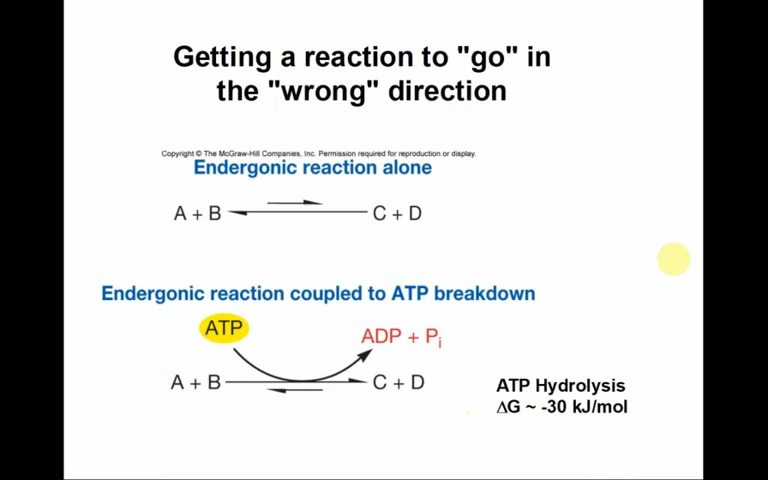 Getting a reaction to "go" in
the "wrong" direction
Copyright © The McGraw-Hill Companies, Inc. Permission required for reproduction or display.
Endergonic reaction alone
A + B C + D
Endergonic reaction coupled to ATP breakdown
ATP
ADP + Pi
A + B C + D
ATP Hydrolysis
ΔG ~ -30 kJ/mol